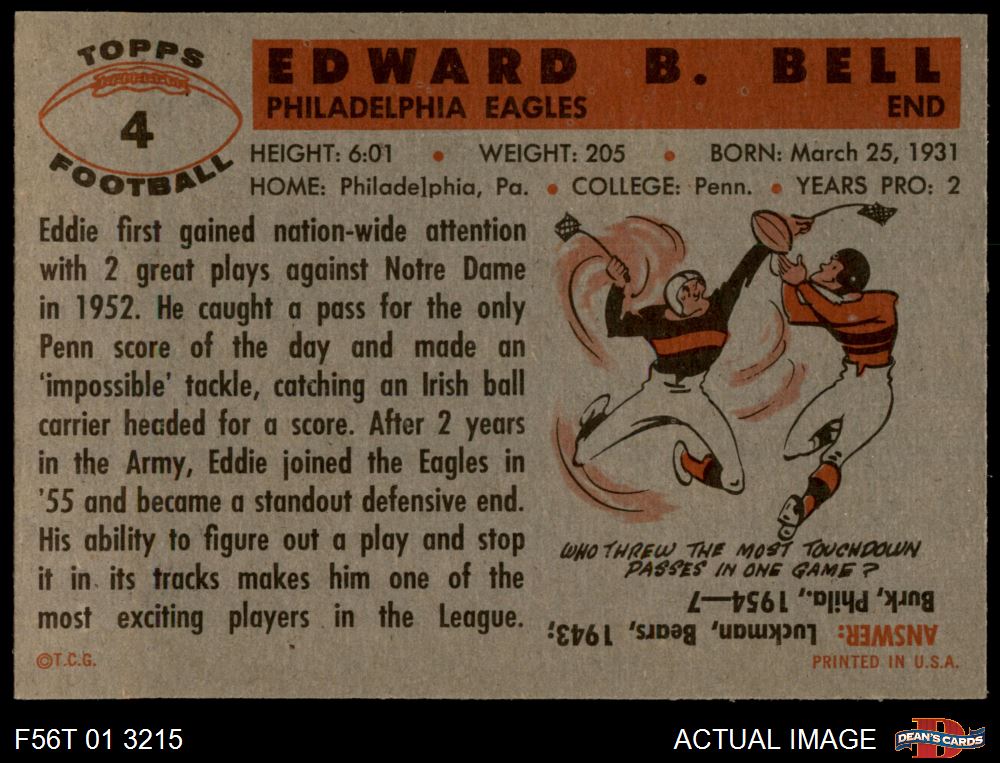 TOPPS
4
FOOTBALL
EDWARD B. BELL
PHILADELPHIA EAGLES END
HEIGHT: 6:01 • WEIGHT: 205 • BORN: March 25, 1931
HOME: Philadelphia, Pa. • COLLEGE: Penn. • YEARS PRO: 2
Eddie first gained nation-wide attention
with 2 great plays against Notre Dame
in 1952. He caught a pass for the only
Penn score of the day and made an
'impossible' tackle, catching an Irish ball
carrier headed for a score. After 2 years
in the Army, Eddie joined the Eagles in
'55 and became a standout defensive end.
His ability to figure out a play and stop
it in its tracks makes him one of the
most exciting players in the League.
©T.C.G.
WHO THREW THE MOST TOUCHDOWN
PASSES IN ONE GAME?
ANSWER: Luckman, Bears, 1943;
Burk, Phila., 1954—7
PRINTED IN U.S.A.
F56T 01 3215
ACTUAL IMAGE
DEAN'S CARDS